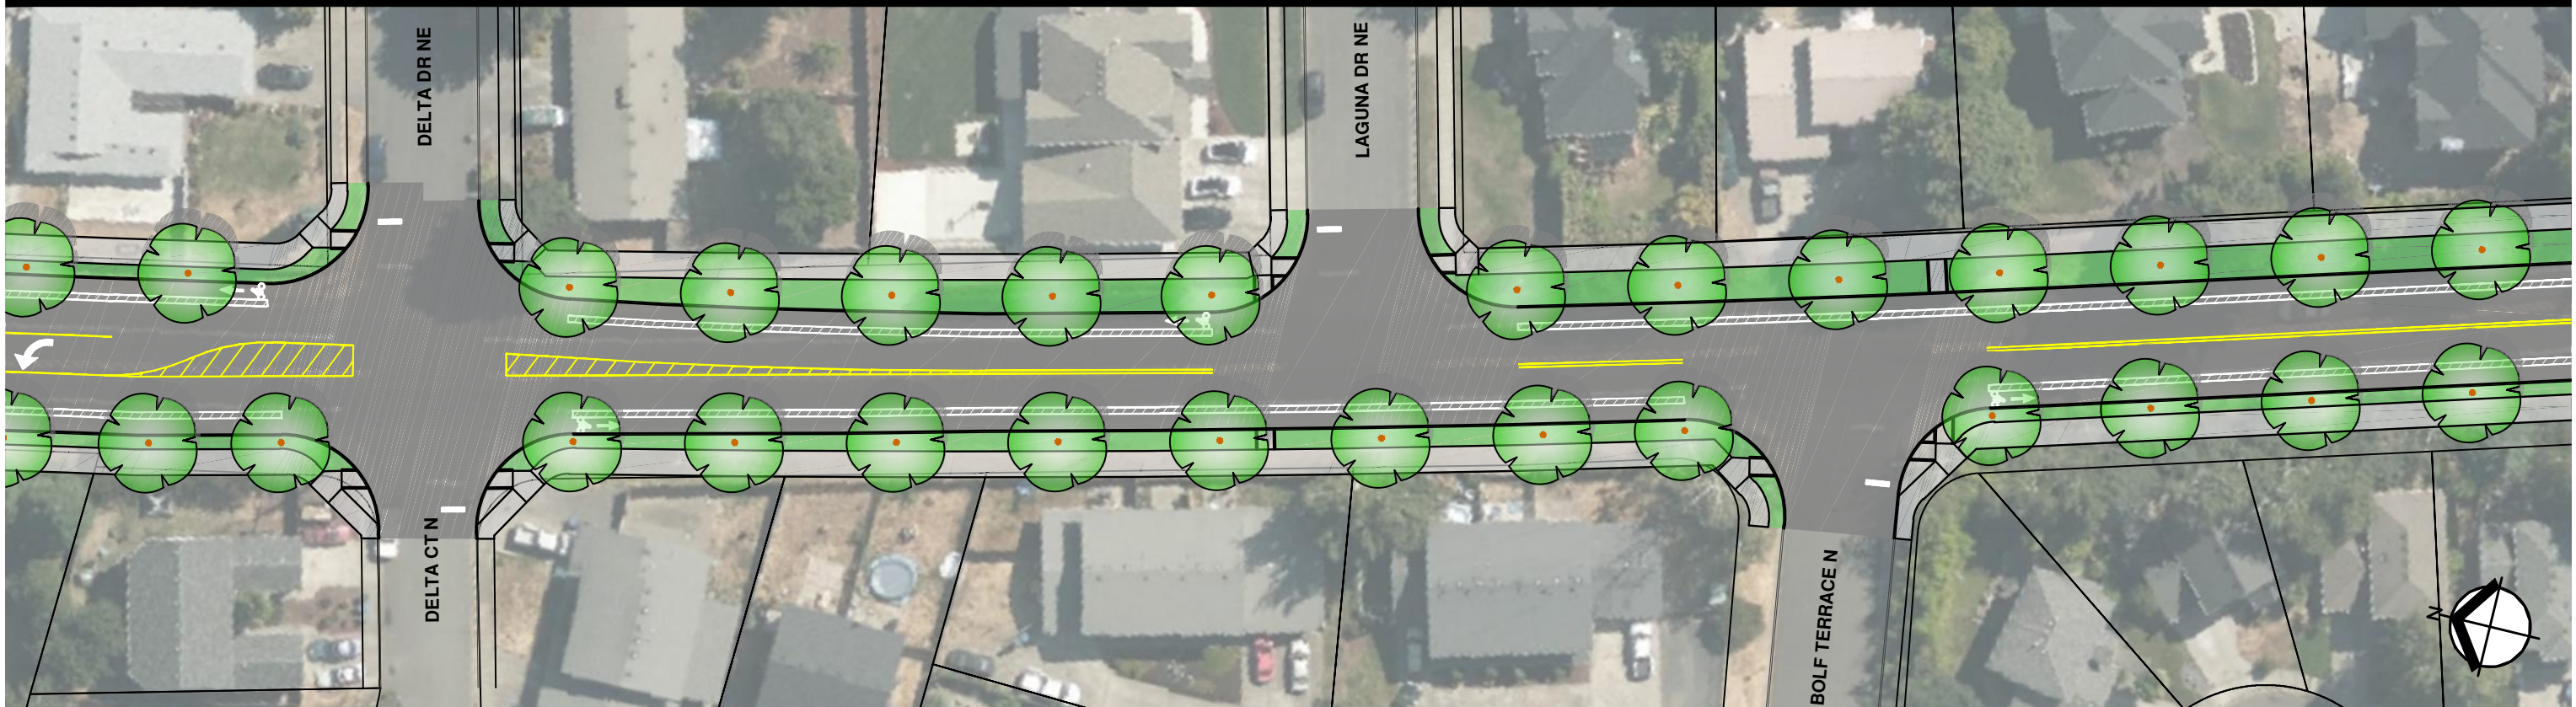 DELTA DR NE
LAGUNA DR NE
DELTA CT N
BOLF TERRACE N
N